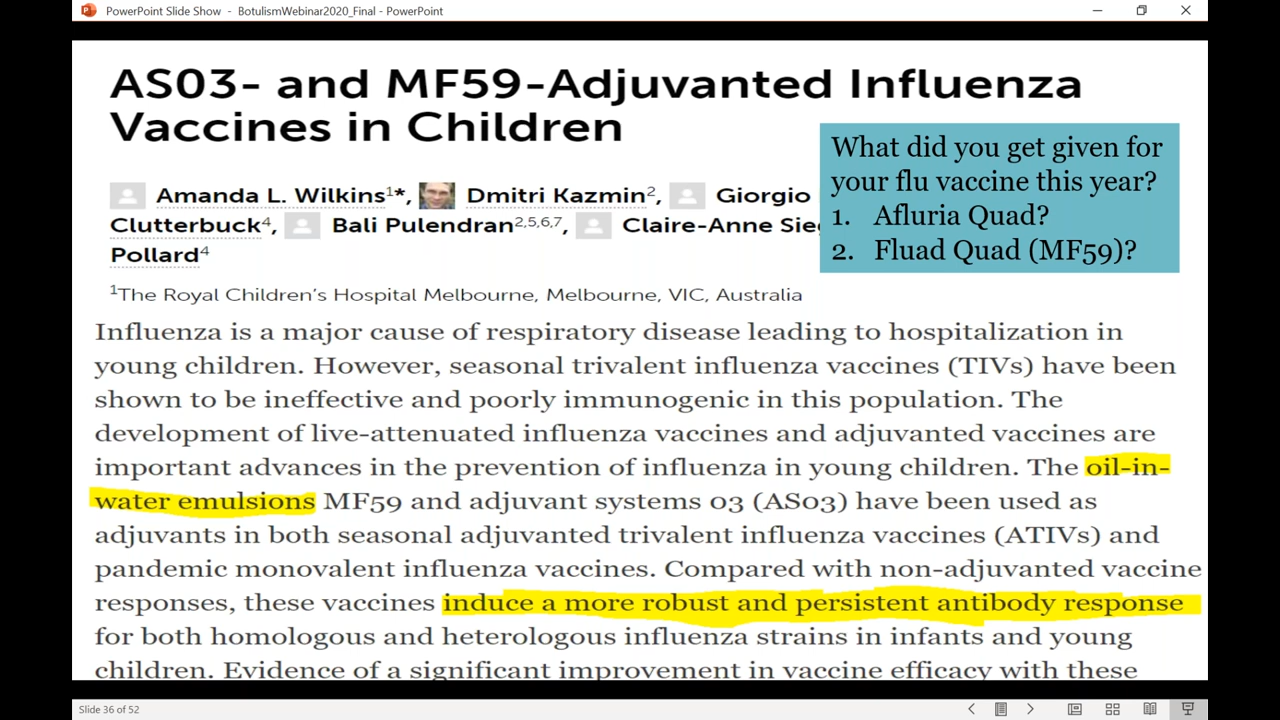 PowerPoint Slide Show - BotulismWebinar2020_Final - PowerPoint
AS03- and MF59-Adjuvanted Influenza
Vaccines in Children
What did you get given for
your flu vaccine this year?
1. Afluria Quad?
2. Fluad Quad (MF59)?
Amanda L. Wilkins1*, Dmitri Kazmin2, Giorgio
Clutterbuck4, Bali Pulendran2,5,6,7, Claire-Anne
Pollard4
1The Royal Children's Hospital Melbourne, Melbourne, VIC, Australia
Influenza is a major cause of respiratory disease leading to hospitalization in
young children. However, seasonal trivalent influenza vaccines (TIVs) have been
shown to be ineffective and poorly immunogenic in this population. The
development of live-attenuated influenza vaccines and adjuvanted vaccines are
important advances in the prevention of influenza in young children. The oil-in-
water emulsions MF59 and adjuvant systems 03 (AS03) have been used as
adjuvants in both seasonal adjuvanted trivalent influenza vaccines (ATIVs) and
pandemic monovalent influenza vaccines. Compared with non-adjuvanted vaccine
responses, these vaccines induce a more robust and persistent antibody response
for both homologous and heterologous influenza strains in infants and young
children. Evidence of a significant improvement in vaccine efficacy with these
Slide 36 of 52